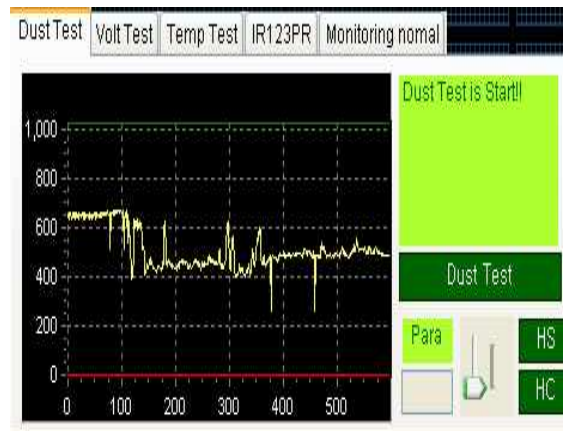 Dust Test Volt Test Temp Test IR123PR Monitoring nomal
Dust Test is Start!!
1,000
800
600
400
200
0
0 100 200 300 400 500
Dust Test
Para
HS
HC